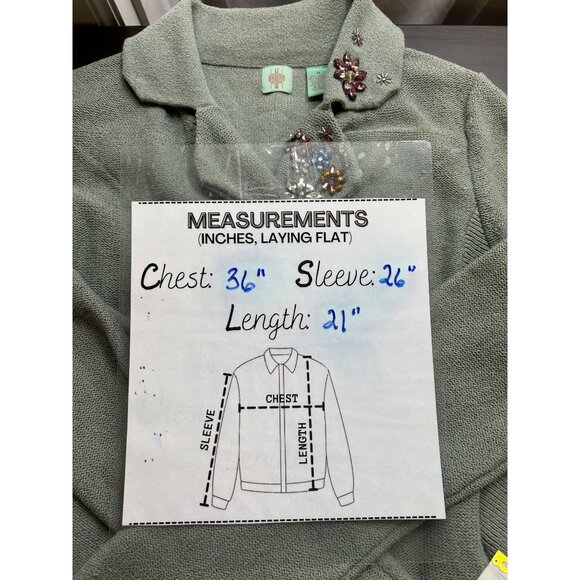 MEASUREMENTS
(INCHES, LAYING FLAT)
Chest: 36" Sleeve: 26"
Length: 21"
SLEEVE
CHEST
LENGTH